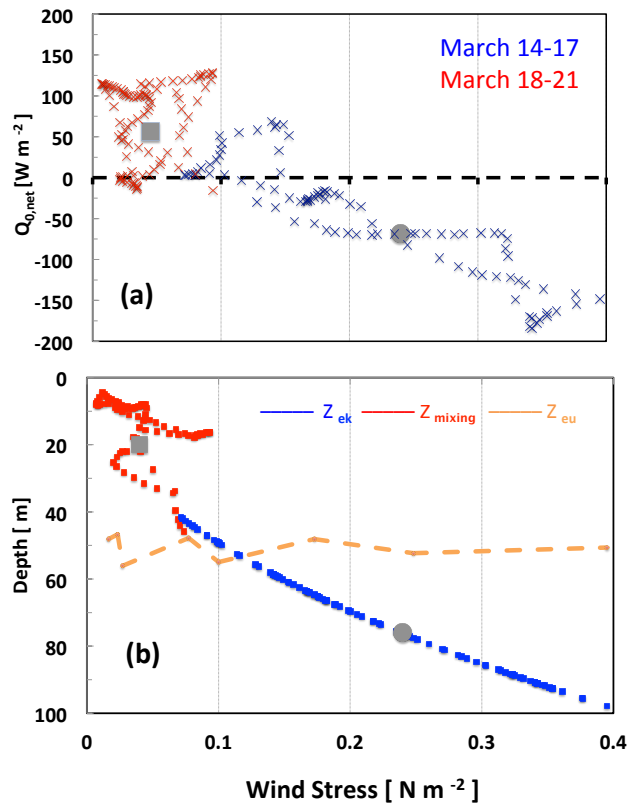 March 14-17
March 18-21
200
150
100
50
0
-50
-100
-150
-200
Q0,net [W m -2]
(a)
0
20
40
60
80
100
Depth [ m ]
Z ek
Z mixing
Z eu
(b)
0
0.1
0.2
0.3
0.4
Wind Stress [ N m -2 ]